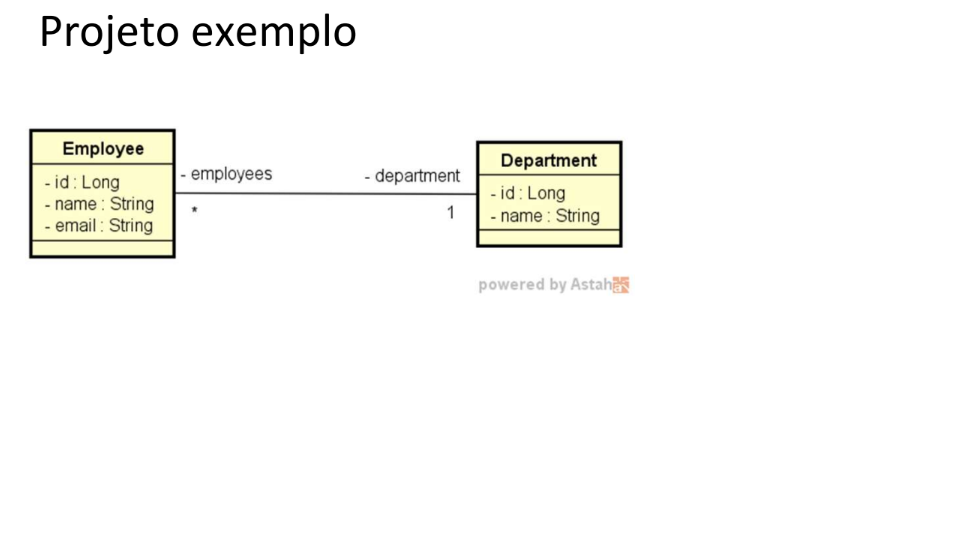 Projeto exemplo
Employee
- id : Long
- name : String
- email : String
- employees
*
- department
1
Department
- id : Long
- name : String
powered by Astah